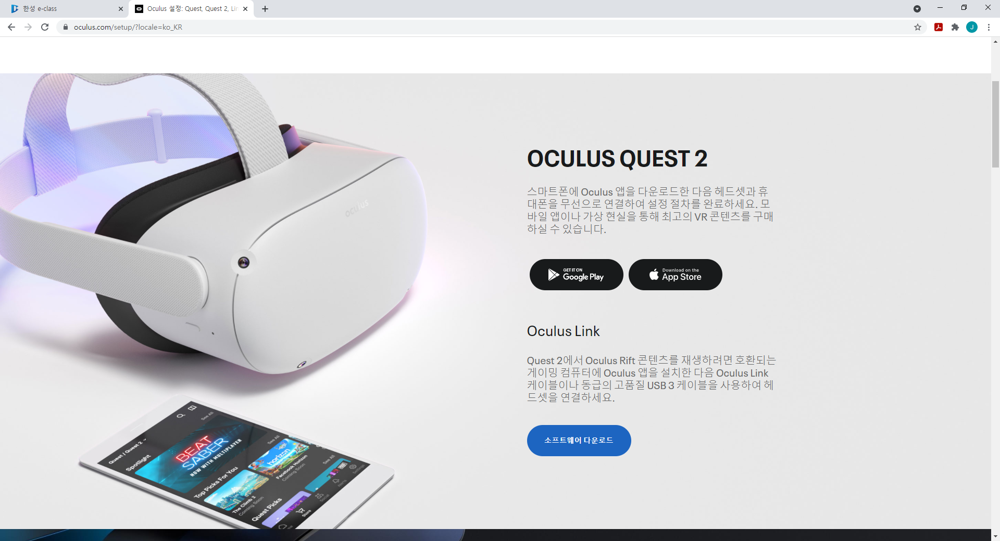 한성 e-class
Oculus 설정: Quest, Quest 2, Lin
oculus.com/setup/?locale=ko_KR
J
oculus
OCULUS QUEST 2
스마트폰에 Oculus 앱을 다운로드한 다음 헤드셋과 휴
대폰을 무선으로 연결하여 설정 절차를 완료하세요. 모
바일 앱이나 가상 현실을 통해 최고의 VR 콘텐츠를 구매
하실 수 있습니다.
GET IT ON
Google Play
Download on the
App Store
Oculus Link
Quest 2에서 Oculus Rift 콘텐츠를 재생하려면 호환되는
게이밍 컴퓨터에 Oculus 앱을 설치한 다음 Oculus Link
케이블이나 동급의 고품질 USB 3 케이블을 사용하여 헤
드셋을 연결하세요.
소프트웨어 다운로드
Quest / Quest 2
See All
Spotlight
BEAT
SABER
NOW WITH MULTIPLAYER
See All
Top Picks For You
horizon
Facebook Horizon
Coming Soon
The Climb 2
Coming Soon
See All
Quest Picks
Store
Social
Alerts
Settings